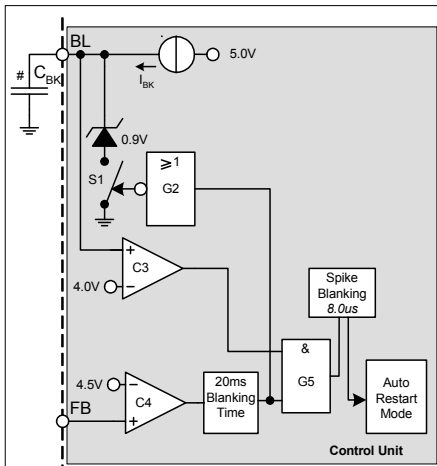 BL
5.0V
# C_BK
I_BK
0.9V
S1
≥1
G2
C3
4.0V
Spike
Blanking
8.0us
&
G5
4.5V
C4
20ms
Blanking
Time
FB
Auto
Restart
Mode
Control Unit
+
−
−
+